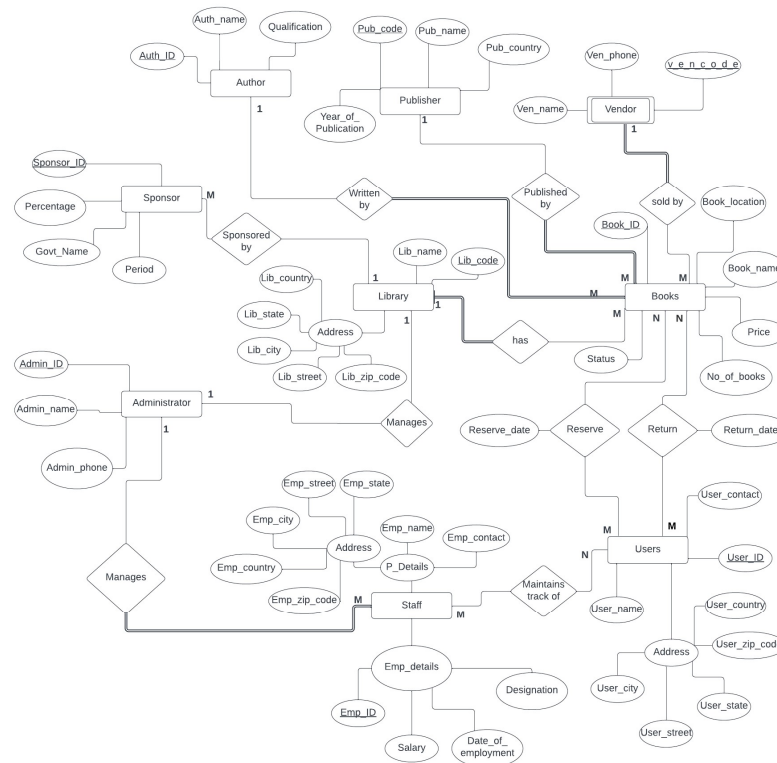 Auth_name
Qualification
Auth_ID
Author
1
Pub_code
Pub_name
Pub_country
Publisher
1
Year_of_
Publication
Ven_phone
v_e_n_c_o_d_e
Ven_name
Vendor
1
Sponsor_ID
Percentage
Sponsor
M
Govt_Name
Period
Sponsored
by
Written
by
Published
by
sold by
Book_location
Book_ID
Book_name
M
M
M
Books
M
N
N
Price
Status
No_of_books
Lib_name
Lib_code
1
Library
1
1
Lib_country
Lib_state
Address
Lib_city
Lib_street
Lib_zip_code
has
Admin_ID
Admin_name
Administrator
1
1
Admin_phone
Manages
Reserve_date
Reserve
Return
Return_date
Manages
Emp_street
Emp_state
Emp_city
Emp_name
Address
Emp_contact
Emp_country
P_Details
Emp_zip_code
M
Staff
M
Maintains
track of
M
M
N
Users
User_contact
User_ID
User_name
User_country
Address
User_zip_cod
User_city
User_state
User_street
Emp_details
Designation
Emp_ID
Salary
Date_of_
employment